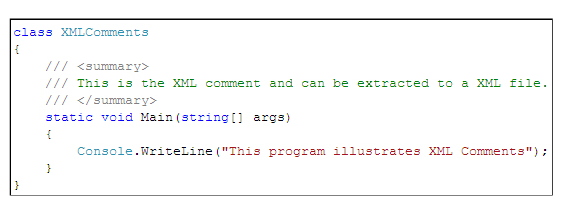 class XMLComments
{
    /// <summary>
    /// This is the XML comment and can be extracted to a XML file.
    /// </summary>
    static void Main(string[] args)
    {
        Console.WriteLine("This program illustrates XML Comments");
    }
}